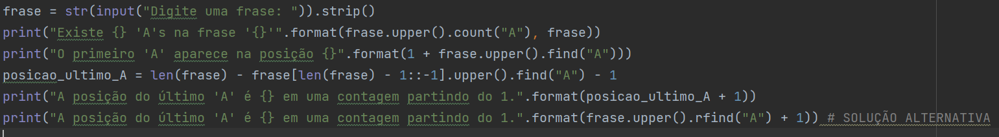 frase = str(input("Digite uma frase: ")).strip()
print("Existe {} 'A's na frase '{}'".format(frase.upper().count("A"), frase))
print("O primeiro 'A' aparece na posição {}".format(1 + frase.upper().find("A")))
posicao_ultimo_A = len(frase) - frase[len(frase) - 1::-1].upper().find("A") - 1
print("A posição do último 'A' é {} em uma contagem partindo do 1.".format(posicao_ultimo_A + 1))
print("A posição do último 'A' é {} em uma contagem partindo do 1.".format(frase.upper().rfind("A") + 1)) # SOLUÇÃO ALTERNATIVA